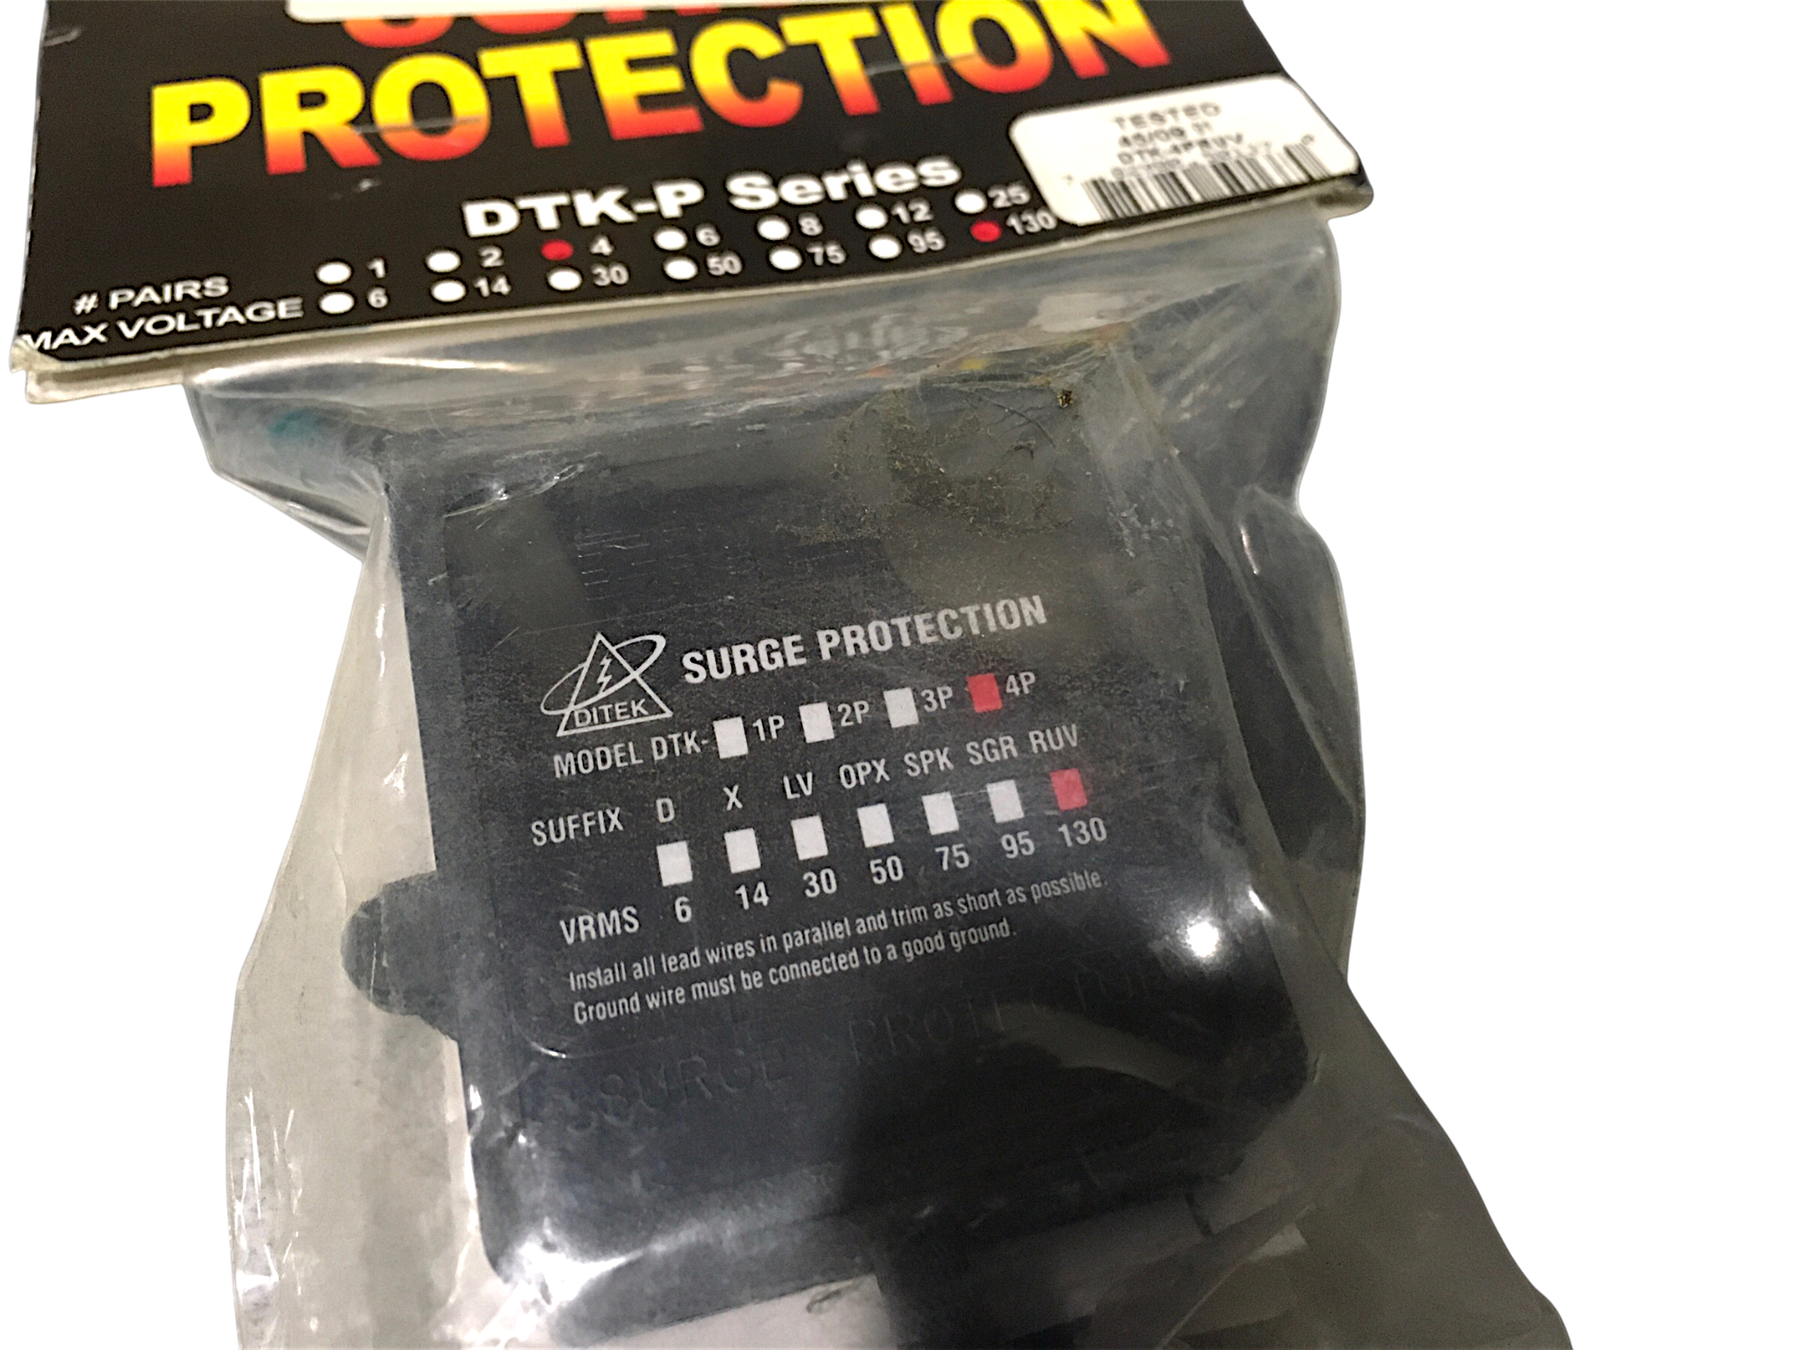 PROTECTION
TESTED
DTK-P Series
# PAIRS 1 2 4 6 8 12 25
MAX VOLTAGE 6 14 30 50 75 95 130
DITEK
SURGE PROTECTION
MODEL DTK- 1P 2P 3P 4P
SUFFIX D X LV OPX SPK SGR RUV
VRMS 6 14 30 50 75 95 130
Install all lead wires in parallel and trim as short as possible.
Ground wire must be connected to a good ground.
SURGE PROTECTION